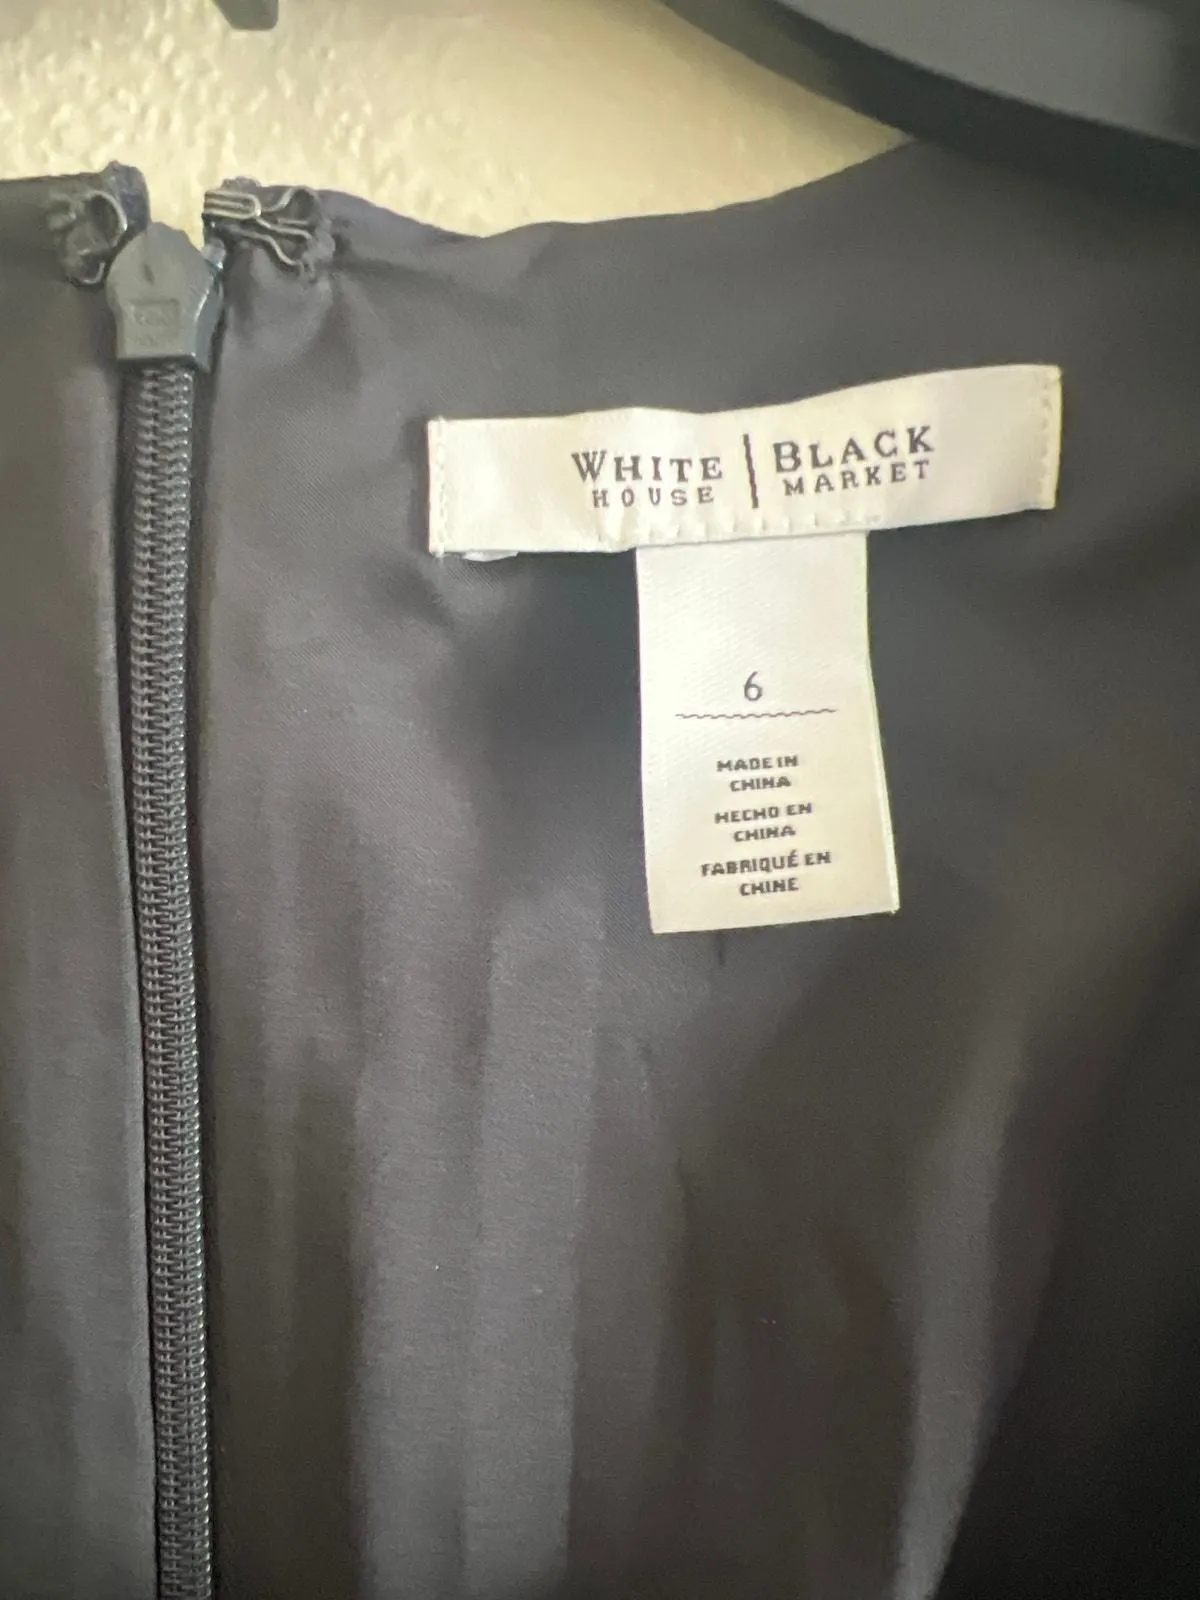 WHITE | BLACK
HOUSE | MARKET
6
MADE IN
CHINA
HECHO EN
CHINA
FABRIQUÉ EN
CHINE